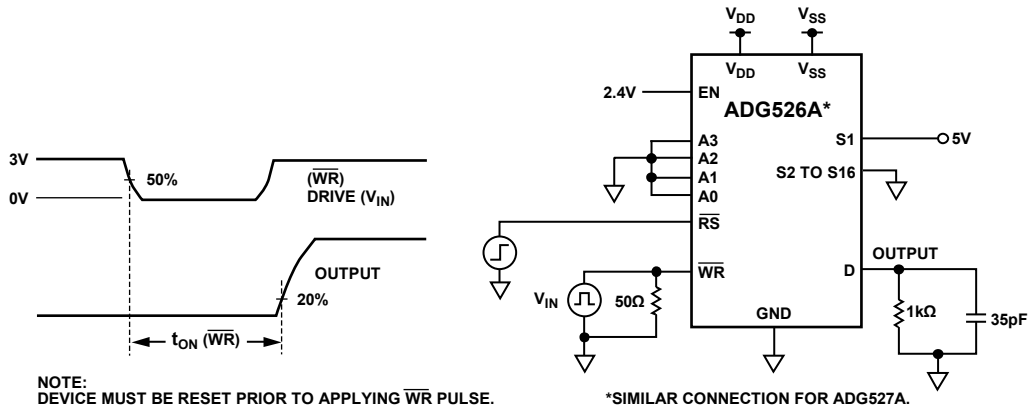 3V
0V
50%
(WR)
DRIVE (VIN)
OUTPUT
20%
tON (WR)
NOTE:
DEVICE MUST BE RESET PRIOR TO APPLYING WR PULSE.
VDD
VSS
VDD
VSS
2.4V
EN
ADG526A*
A3
A2
A1
A0
RS
WR
S1
5V
S2 TO S16
D
OUTPUT
VIN
50Ω
GND
1kΩ
35pF
*SIMILAR CONNECTION FOR ADG527A.